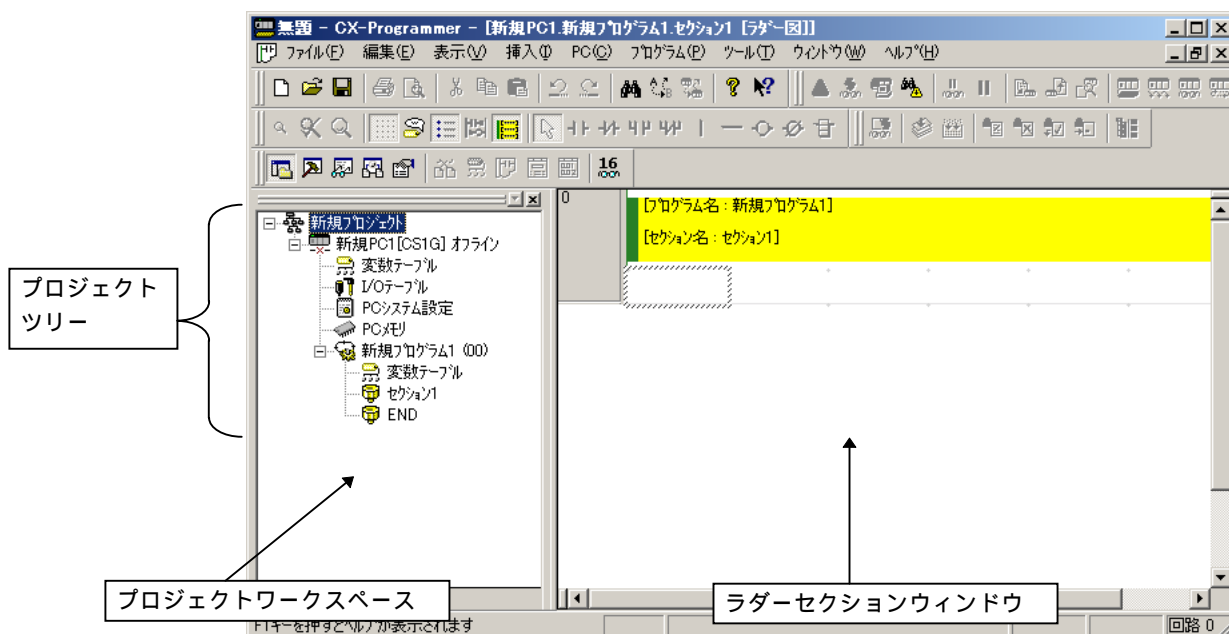 無題 - CX-Programmer - [新規PC1.新規ﾌﾟﾛｸﾞﾗﾑ1.ｾｸｼｮﾝ1 [ﾗﾀﾞｰ図]]
ﾌｧｲﾙ(F) 編集(E) 表示(V) 挿入(I) PC(C) ﾌﾟﾛｸﾞﾗﾑ(P) ﾂｰﾙ(T) ｳｨﾝﾄﾞｳ(W) ﾍﾙﾌﾟ(H)
16
新規ﾌﾟﾛｼﾞｪｸﾄ
新規PC1[CS1G] ｵﾌﾗｲﾝ
変数ﾃｰﾌﾞﾙ
I/Oﾃｰﾌﾞﾙ
PCｼｽﾃﾑ設定
PCﾒﾓﾘ
新規ﾌﾟﾛｸﾞﾗﾑ1 (00)
変数ﾃｰﾌﾞﾙ
ｾｸｼｮﾝ1
END
0
[ﾌﾟﾛｸﾞﾗﾑ名 : 新規ﾌﾟﾛｸﾞﾗﾑ1]
[ｾｸｼｮﾝ名 : ｾｸｼｮﾝ1]
プロジェクト
ツリー
プロジェクトワークスペース
ラダーセクションウィンドウ
F1ｷｰを押すとﾍﾙﾌﾟが表示されます
回路 0